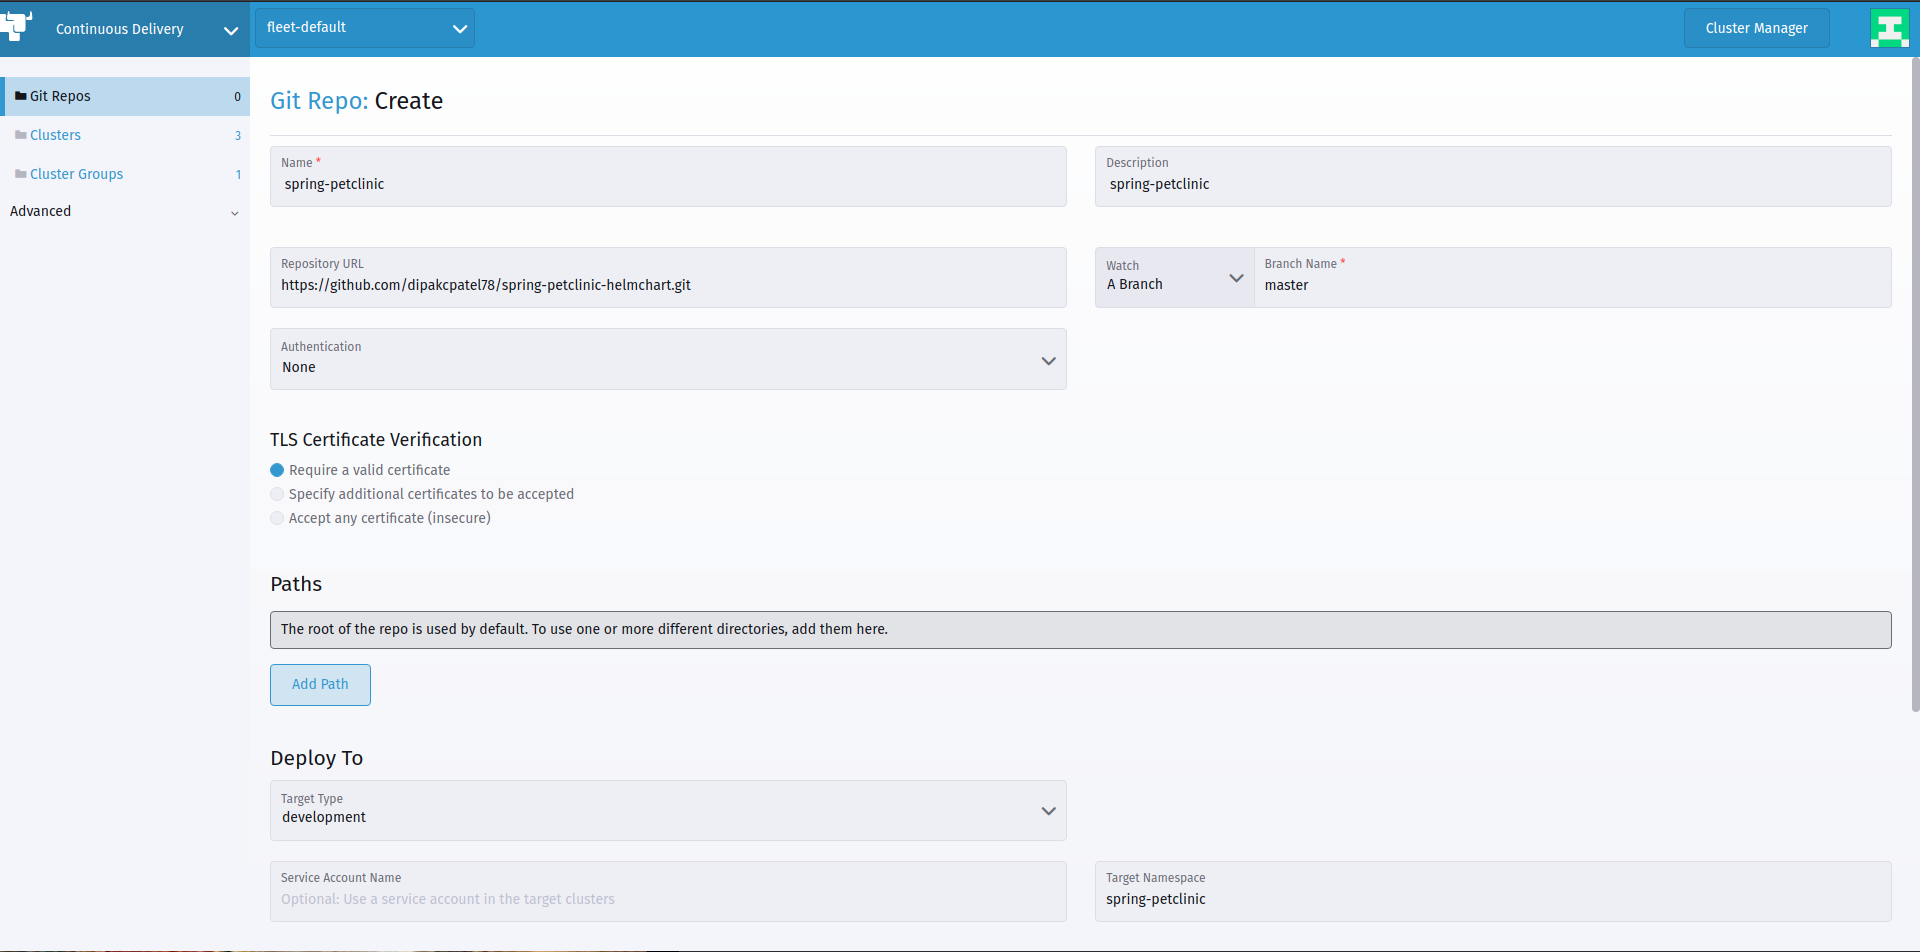 Continuous Delivery
fleet-default
Cluster Manager
Git Repos 0
Clusters 3
Cluster Groups 1
Advanced
Git Repo: Create
Name *
spring-petclinic
Description
spring-petclinic
Repository URL
https://github.com/dipakcpatel78/spring-petclinic-helmchart.git
Watch
A Branch
Branch Name *
master
Authentication
None
TLS Certificate Verification
Require a valid certificate
Specify additional certificates to be accepted
Accept any certificate (insecure)
Paths
The root of the repo is used by default. To use one or more different directories, add them here.
Add Path
Deploy To
Target Type
development
Service Account Name
Optional: Use a service account in the target clusters
Target Namespace
spring-petclinic